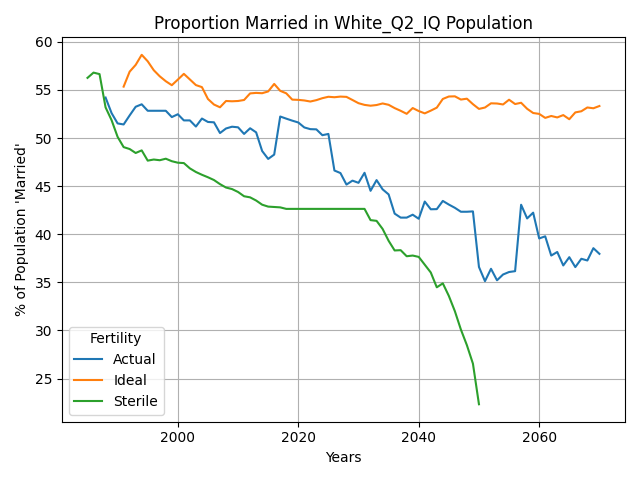 Proportion Married in White_Q2_IQ Population
% of Population 'Married'
60
55
50
45
40
35
30
25
Fertility
Actual
Ideal
Sterile
2000 2020 2040 2060
Years